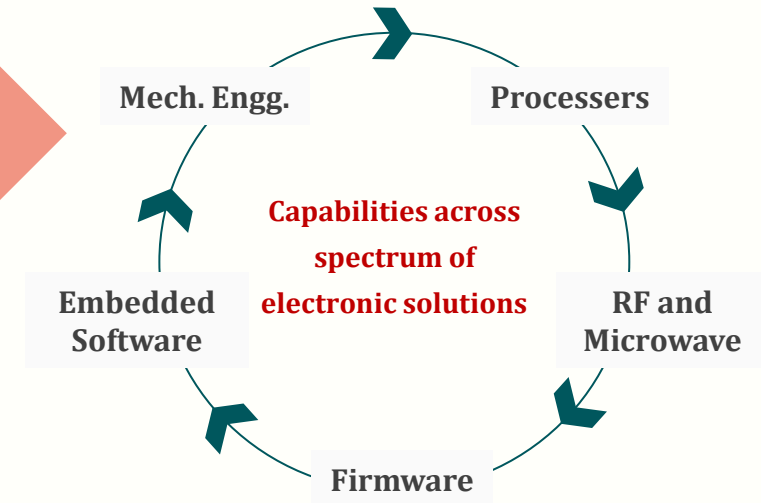 Mech. Engg.
Processers
Capabilities across
spectrum of
electronic solutions
Embedded
Software
RF and
Microwave
Firmware